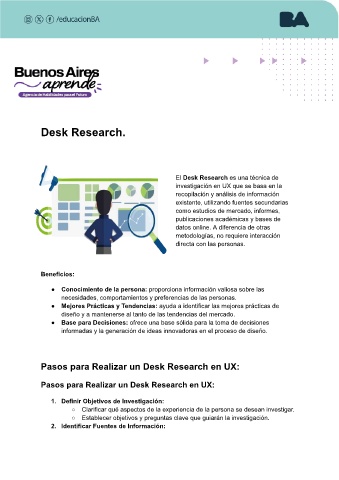 /educacionBA
BA
Buenos Aires
aprende
Agencia de Habilidades para el Futuro
Desk Research.
El Desk Research es una técnica de
investigación en UX que se basa en la
recopilación y análisis de información
existente, utilizando fuentes secundarias
como estudios de mercado, informes,
publicaciones académicas y bases de
datos online. A diferencia de otras
metodologías, no requiere interacción
directa con las personas.
Beneficios:
● Conocimiento de la persona: proporciona información valiosa sobre las
necesidades, comportamientos y preferencias de las personas.
● Mejores Prácticas y Tendencias: ayuda a identificar las mejores prácticas de
diseño y a mantenerse al tanto de las tendencias del mercado.
● Base para Decisiones: ofrece una base sólida para la toma de decisiones
informadas y la generación de ideas innovadoras en el proceso de diseño.
Pasos para Realizar un Desk Research en UX:
Pasos para Realizar un Desk Research en UX:
1. Definir Objetivos de Investigación:
○ Clarificar qué aspectos de la experiencia de la persona se desean investigar.
○ Establecer objetivos y preguntas clave que guiarán la investigación.
2. Identificar Fuentes de Información: